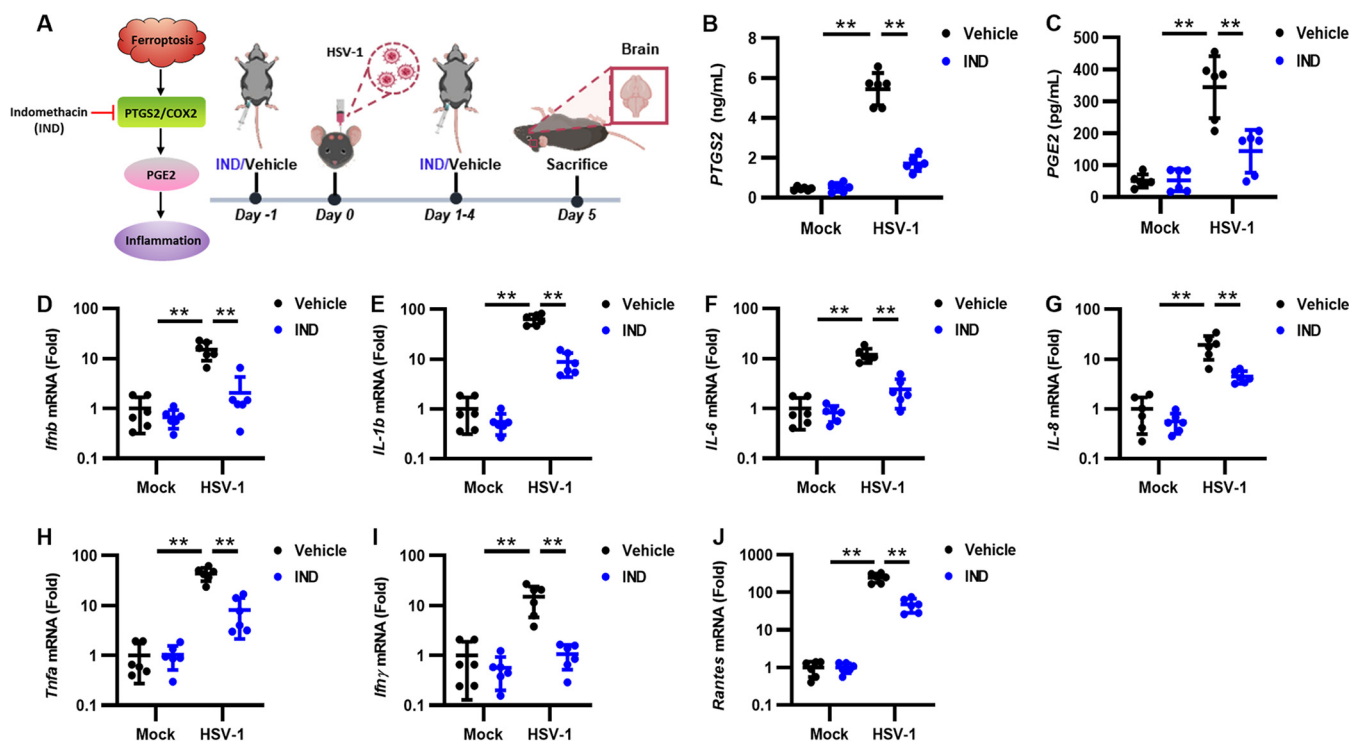 A
Ferroptosis
Indomethacin
(IND)
PTGS2/COX2
PGE2
Inflammation
HSV-1
Brain
IND/Vehicle
IND/Vehicle
Sacrifice
Day -1
Day 0
Day 1-4
Day 5
B
PTGS2 (ng/mL)
8
6
4
2
0
** **
Vehicle
IND
Mock HSV-1
C
PGE2 (pg/mL)
500
400
300
200
100
0
** **
Vehicle
IND
Mock HSV-1
D
Ifnb mRNA (Fold)
100
10
1
0.1
** **
Vehicle
IND
Mock HSV-1
E
IL-1b mRNA (Fold)
100
10
1
0.1
** **
Vehicle
IND
Mock HSV-1
F
IL-6 mRNA (Fold)
100
10
1
0.1
** **
Vehicle
IND
Mock HSV-1
G
IL-8 mRNA (Fold)
100
10
1
0.1
** **
Vehicle
IND
Mock HSV-1
H
Tnfa mRNA (Fold)
100
10
1
0.1
** **
Vehicle
IND
Mock HSV-1
I
Ifnγ mRNA (Fold)
100
10
1
0.1
** **
Vehicle
IND
Mock HSV-1
J
Rantes mRNA (Fold)
1000
100
10
1
0.1
** **
Vehicle
IND
Mock HSV-1